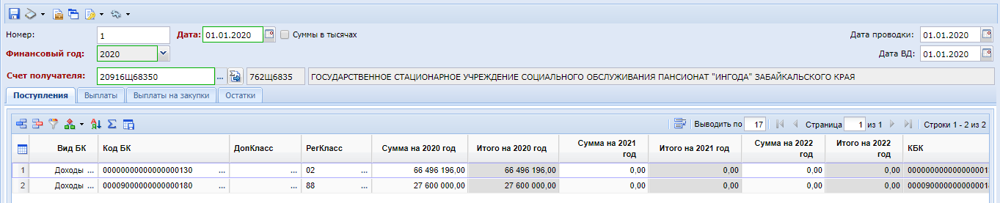 Номер: 1 Дата: 01.01.2020 Суммы в тысячах Дата проводки: 01.01.2020
Финансовый год: 2020 Дата ВД: 01.01.2020
Счет получателя: 20916Щ68350 ... 762Щ6835 ГОСУДАРСТВЕННОЕ СТАЦИОНАРНОЕ УЧРЕЖДЕНИЕ СОЦИАЛЬНОГО ОБСЛУЖИВАНИЯ ПАНСИОНАТ "ИНГОДА" ЗАБАЙКАЛЬСКОГО КРАЯ
Поступления Выплаты Выплаты на закупки Остатки
Выводить по 17 Страница 1 из 1 Строки 1 - 2 из 2
Вид БК Код БК ДопКласс РегКласс Сумма на 2020 год Итого на 2020 год Сумма на 2021 год Итого на 2021 год Сумма на 2022 год Итого на 2022 год КБК
1 Доходы ... 00000000000000000130 ... ... 02 ... 66 496 196,00 66 496 196,00 0,00 0,00 0,00 0,00
2 Доходы ... 00009000000000000180 ... ... 88 ... 27 600 000,00 27 600 000,00 0,00 0,00 0,00 0,00